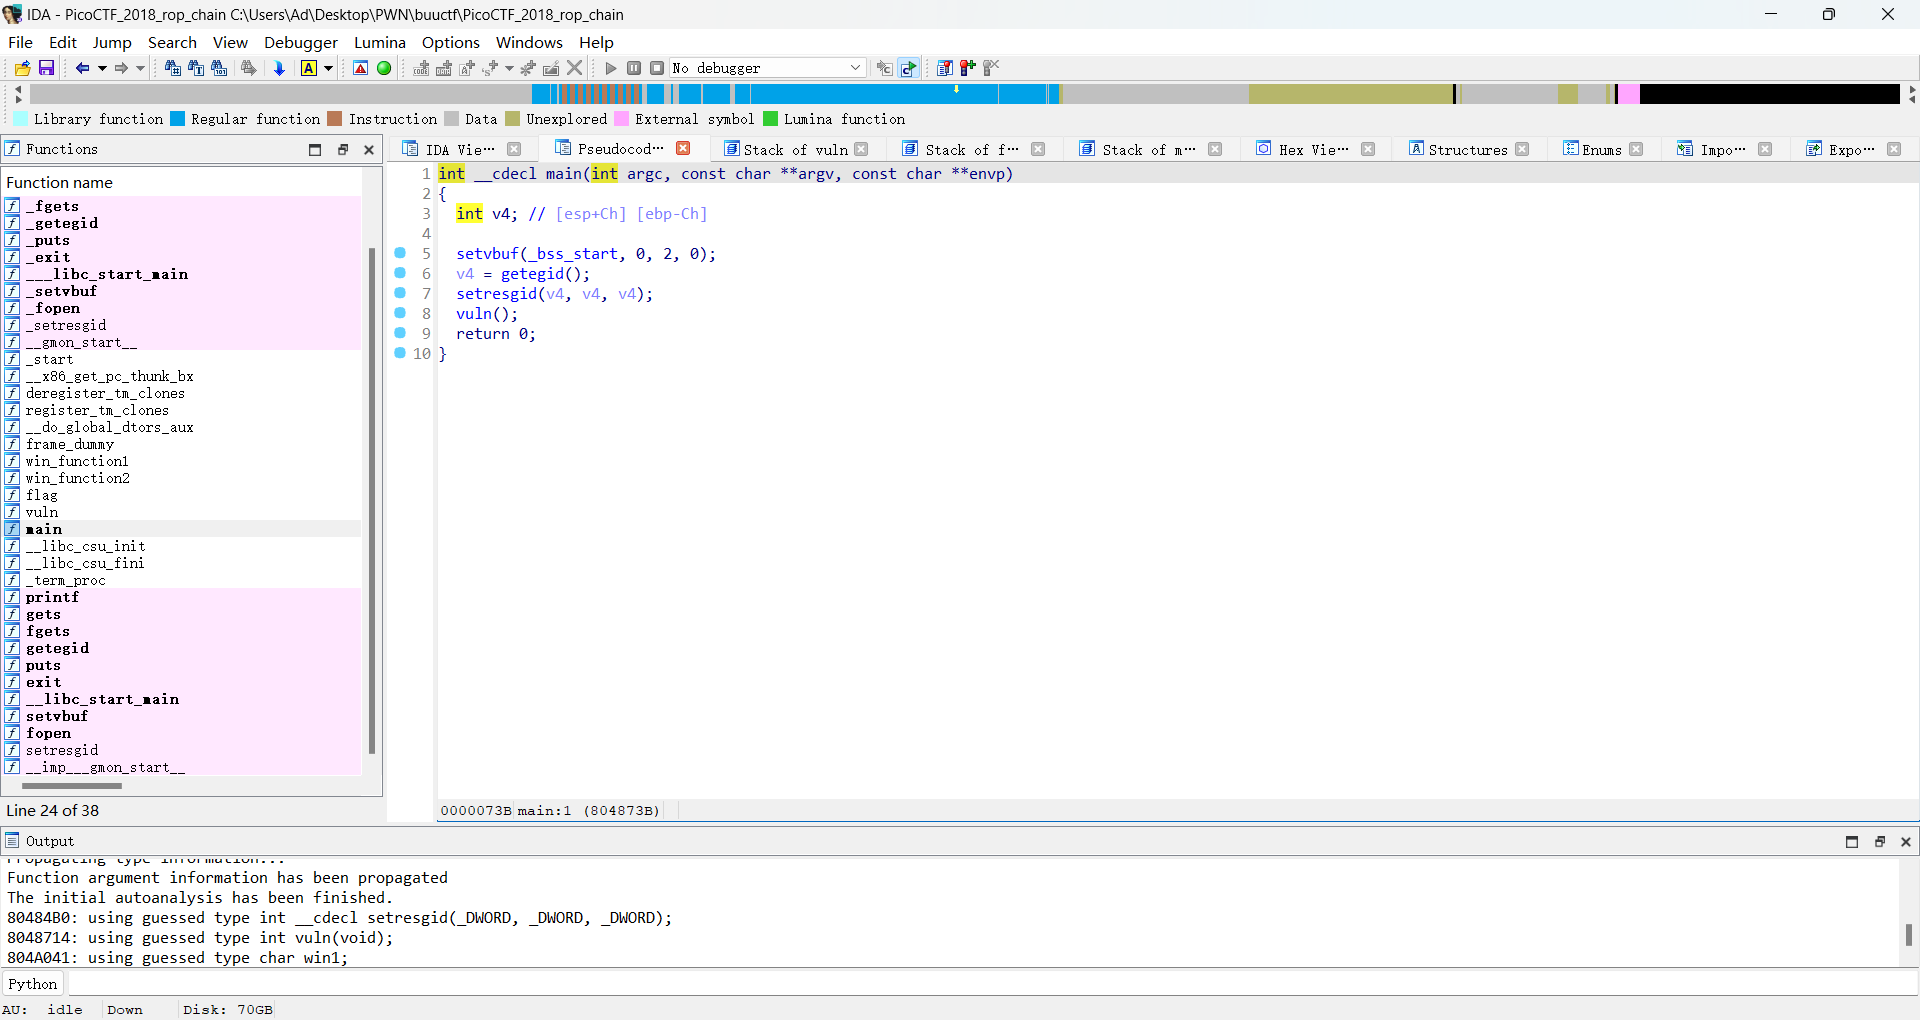 IDA - PicoCTF_2018_rop_chain C:\Users\Ad\Desktop\PWN\buuctf\PicoCTF_2018_rop_chain
File Edit Jump Search View Debugger Lumina Options Windows Help
No debugger
Library function Regular function Instruction Data Unexplored External symbol Lumina function
Functions
IDA Vie… Pseudocod… Stack of vuln Stack of f… Stack of m… Hex Vie… Structures Enums Impo… Expo…
Function name
_fgets
_getegid
_puts
_exit
___libc_start_main
_setvbuf
_fopen
_setresgid
__gmon_start__
_start
__x86_get_pc_thunk_bx
deregister_tm_clones
register_tm_clones
__do_global_dtors_aux
frame_dummy
win_function1
win_function2
flag
vuln
main
__libc_csu_init
__libc_csu_fini
_term_proc
printf
gets
fgets
getegid
puts
exit
__libc_start_main
setvbuf
fopen
setresgid
__imp___gmon_start__
Line 24 of 38
1 int __cdecl main(int argc, const char **argv, const char **envp)
2 {
3 int v4; // [esp+Ch] [ebp-Ch]
4
5 setvbuf(_bss_start, 0, 2, 0);
6 v4 = getegid();
7 setresgid(v4, v4, v4);
8 vuln();
9 return 0;
10 }
0000073B main:1 (804873B)
Output
Propagating type information...
Function argument information has been propagated
The initial autoanalysis has been finished.
80484B0: using guessed type int __cdecl setresgid(_DWORD, _DWORD, _DWORD);
8048714: using guessed type int vuln(void);
804A041: using guessed type char win1;
Python
AU: idle Down Disk: 70GB